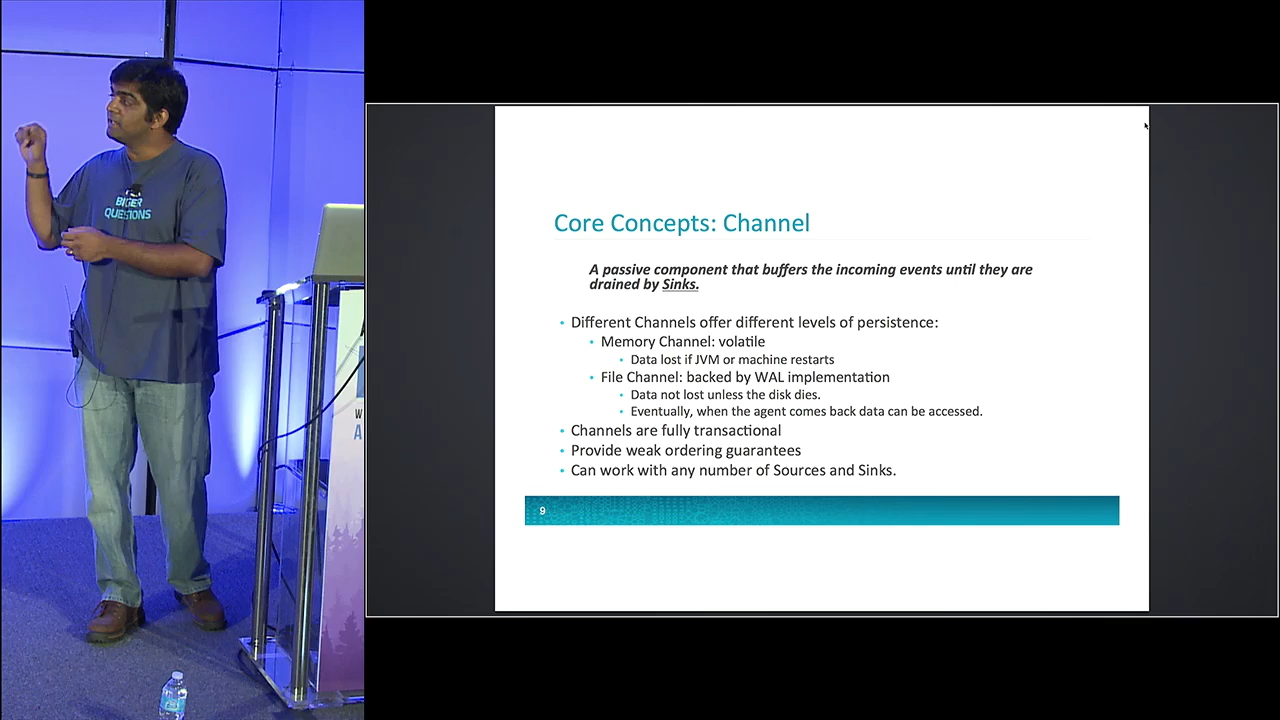 BIGGER
QUESTIONS
Core Concepts: Channel
A passive component that buffers the incoming events until they are
drained by Sinks.
• Different Channels offer different levels of persistence:
• Memory Channel: volatile
• Data lost if JVM or machine restarts
• File Channel: backed by WAL implementation
• Data not lost unless the disk dies.
• Eventually, when the agent comes back data can be accessed.
• Channels are fully transactional
• Provide weak ordering guarantees
• Can work with any number of Sources and Sinks.
9